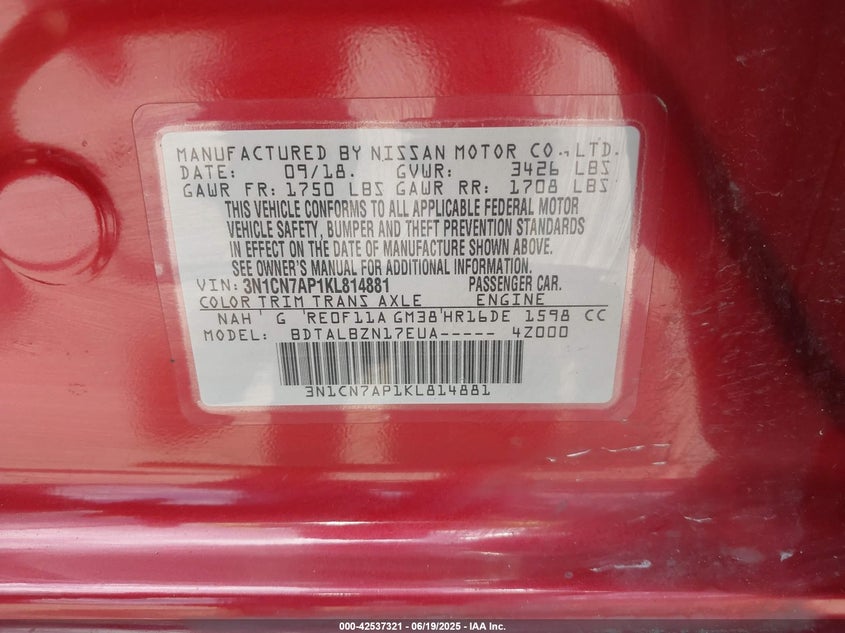 MANUFACTURED BY NISSAN MOTOR CO.,LTD.
DATE: 09/18. GVWR: 3426 LBS
GAWR FR: 1750 LBS GAWR RR: 1708 LBS
THIS VEHICLE CONFORMS TO ALL APPLICABLE FEDERAL MOTOR
VEHICLE SAFETY, BUMPER AND THEFT PREVENTION STANDARDS
IN EFFECT ON THE DATE OF MANUFACTURE SHOWN ABOVE.
SEE OWNER'S MANUAL FOR ADDITIONAL INFORMATION.
VIN: 3N1CN7AP1KL814881 PASSENGER CAR.
COLOR TRIM TRANS AXLE ENGINE
NAH G RE0F11A GM38 HR16DE 1598 CC
MODEL: BDTALBZN17EUA----- 4Z000
3N1CN7AP1KL814881
000-42537321 | 06/19/2025 - IAA Inc.